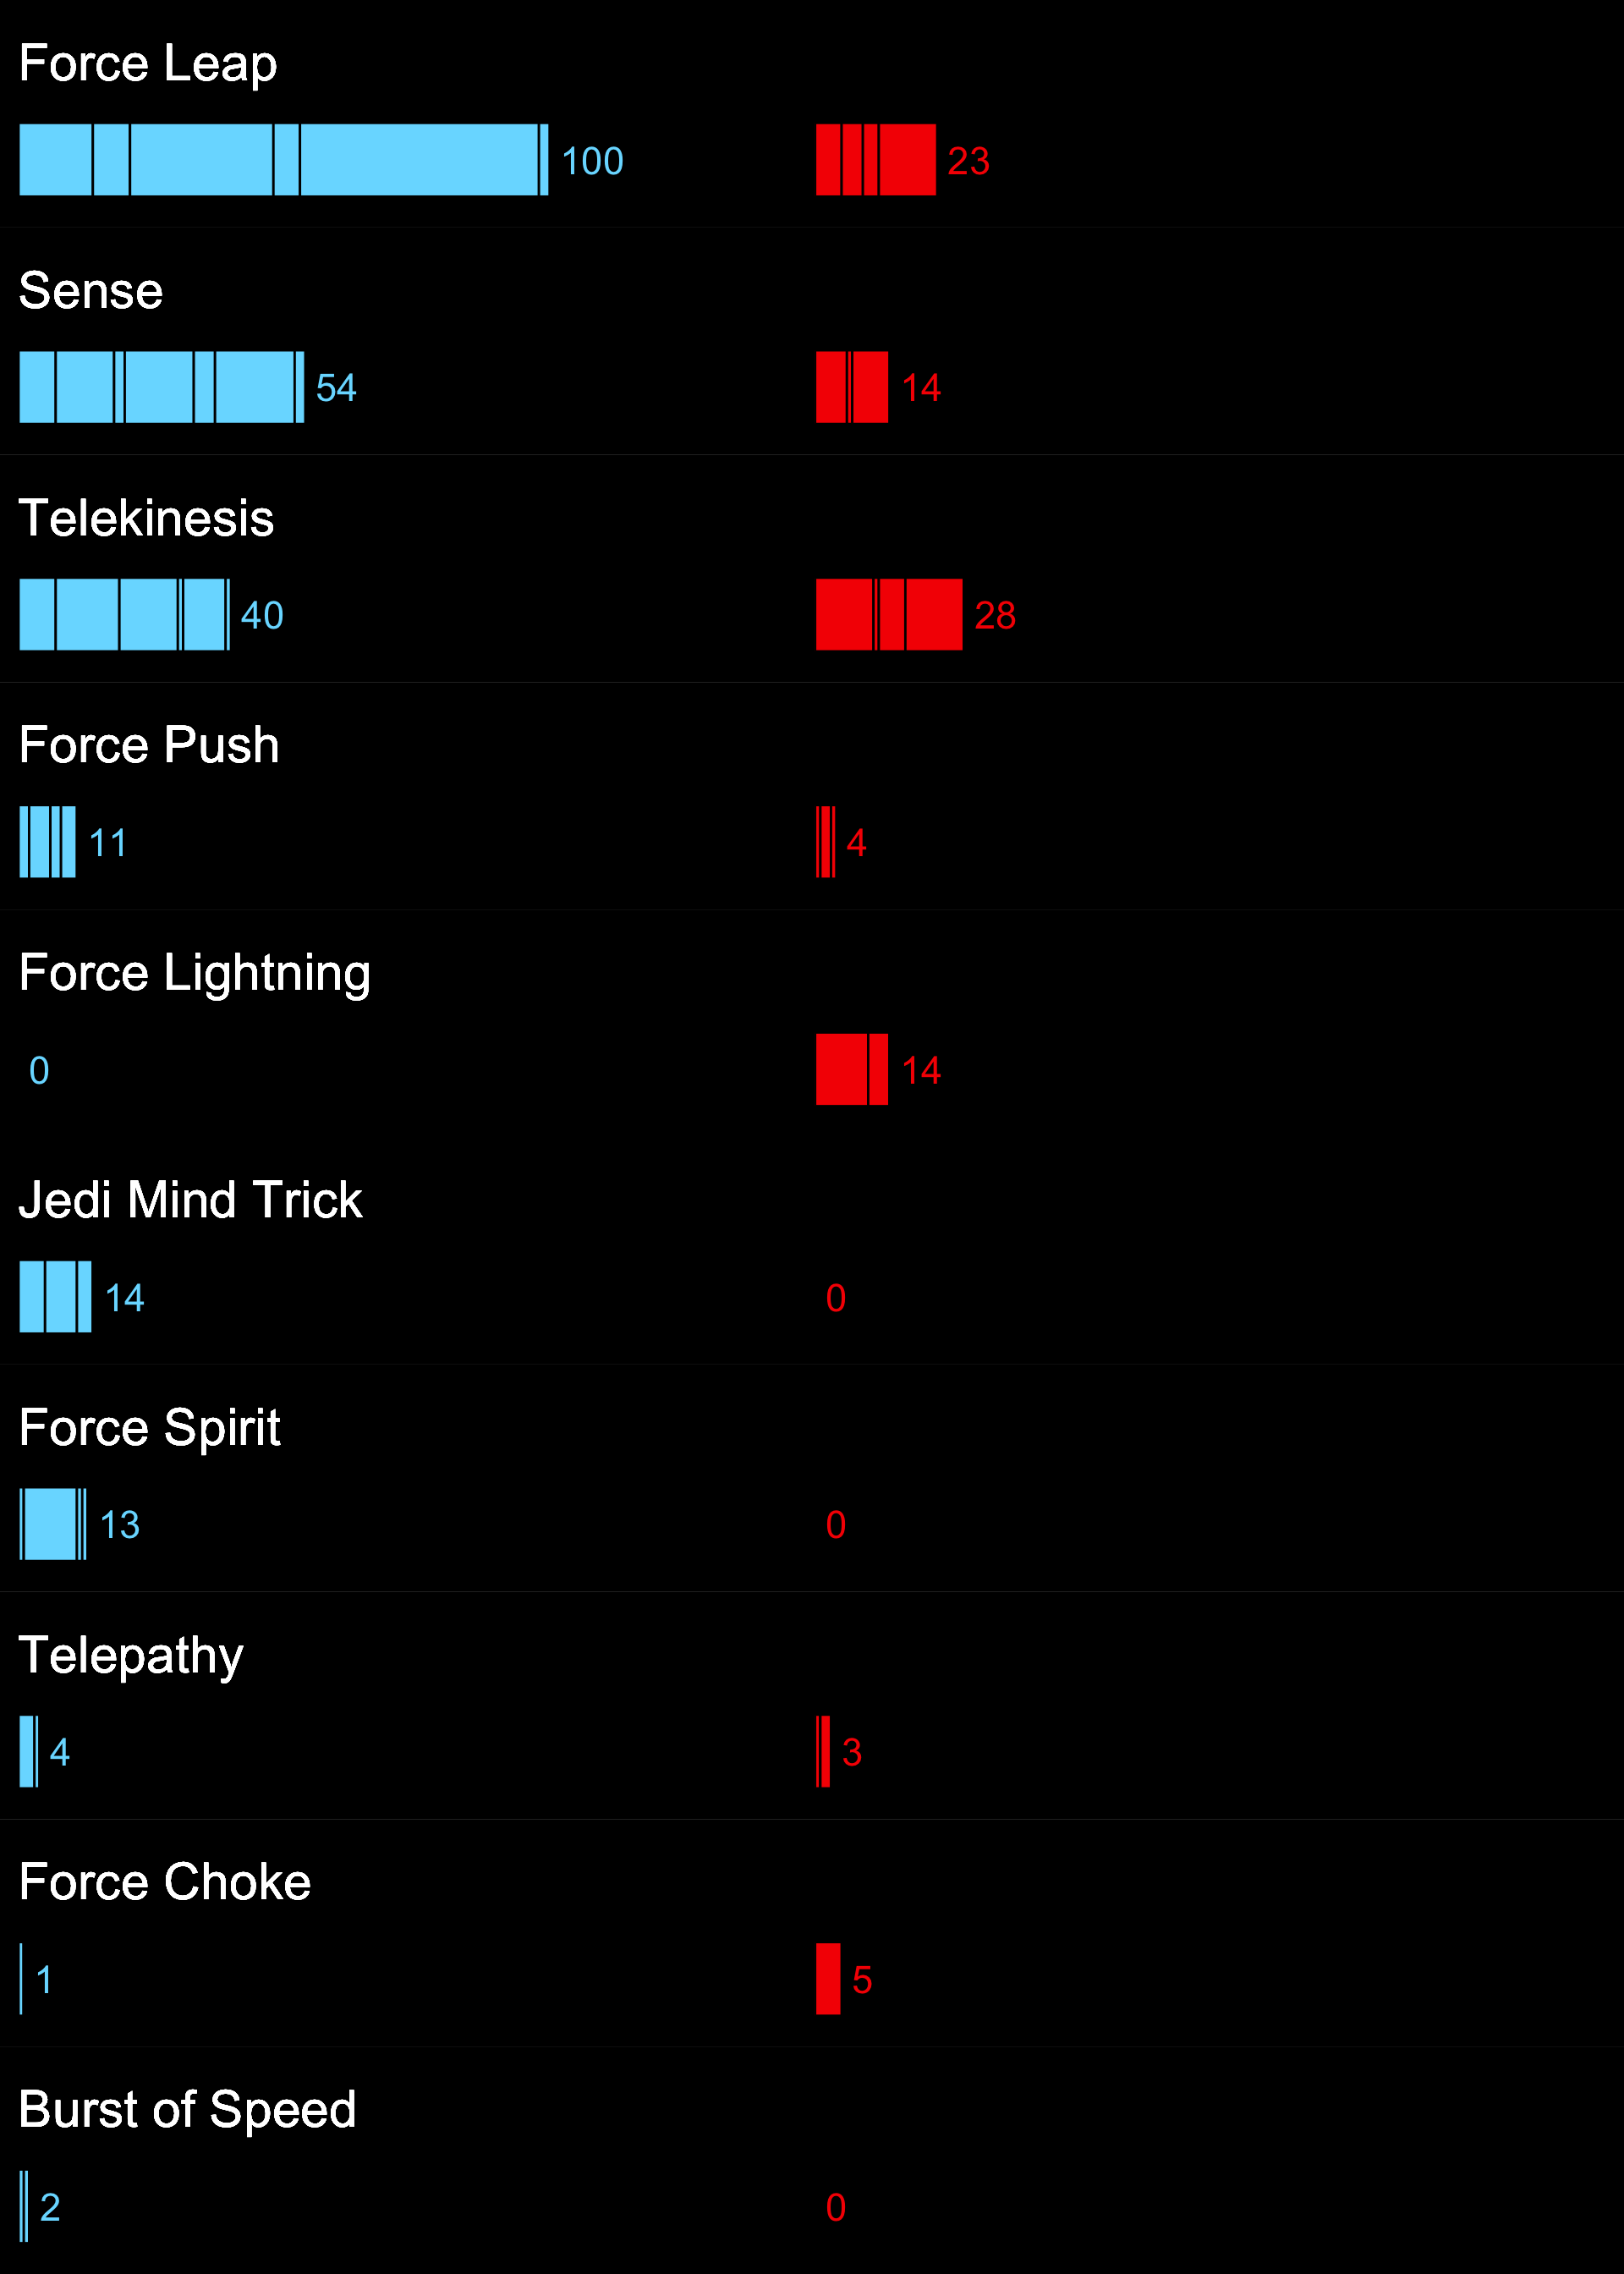 Force Leap
100 23
Sense
54 14
Telekinesis
40 28
Force Push
11 4
Force Lightning
0 14
Jedi Mind Trick
14 0
Force Spirit
13 0
Telepathy
4 3
Force Choke
1 5
Burst of Speed
2 0